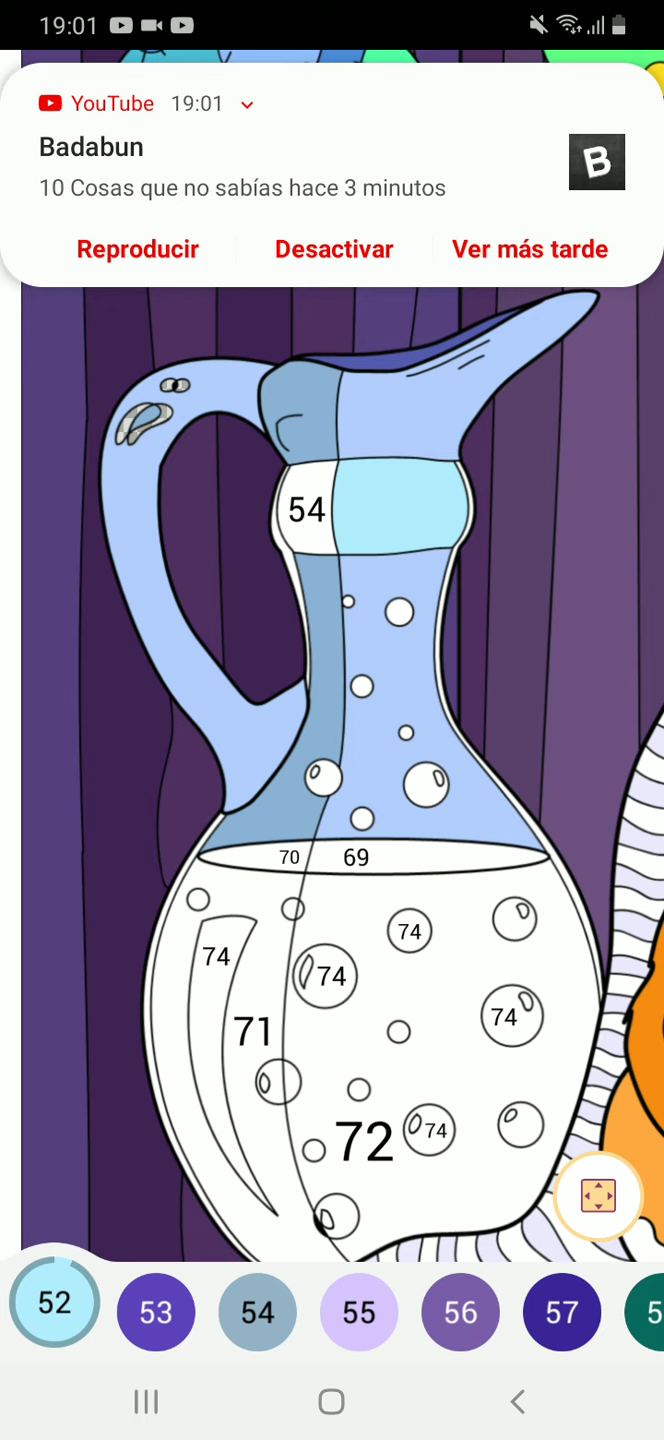 19:01
YouTube 19:01
Badabun
10 Cosas que no sabías hace 3 minutos
B
Reproducir Desactivar Ver más tarde
54
70 69
74
74
74
74
71
72
74
52 53 54 55 56 57 5